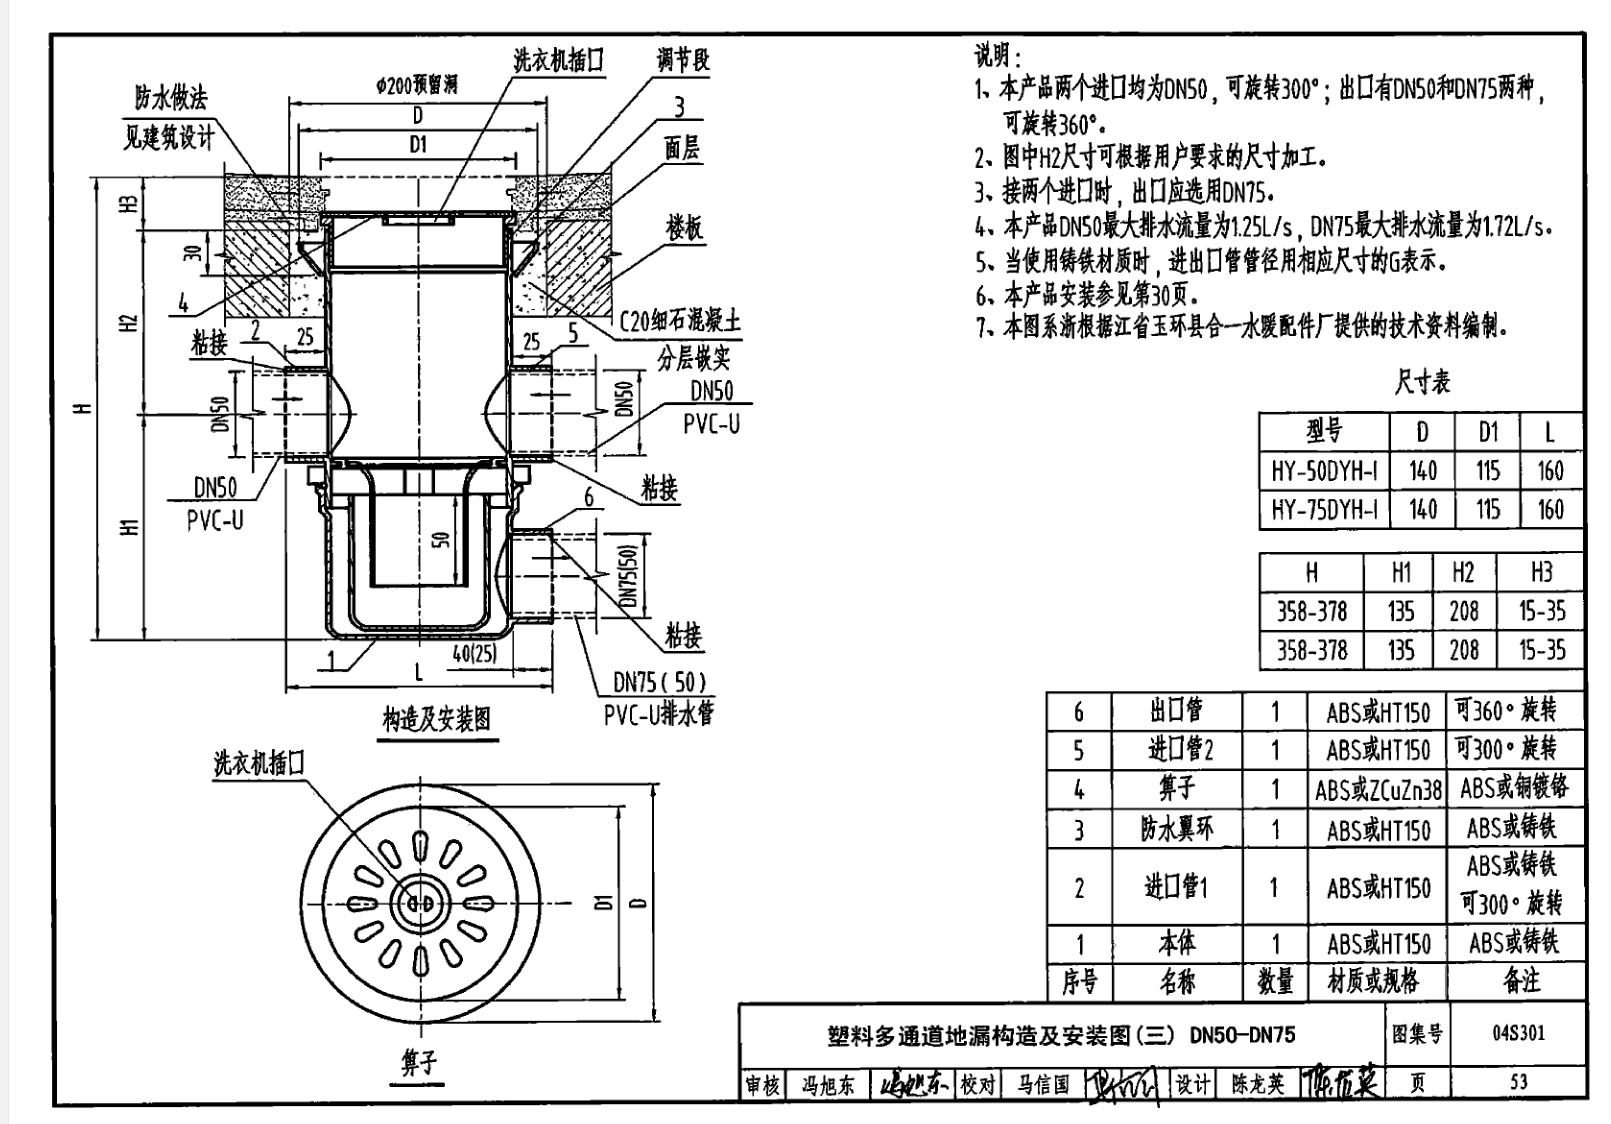 洗衣机插口
调节段
Φ200预留洞
防水做法
见建筑设计
D
3
D1
面层
H3
楼板
30
4
H2
C20细石混凝土
分层嵌实
2
25
25
5
粘接
DN50
DN50
DN50
PVC-U
H
DN50
PVC-U
粘接
6
H1
50
DN75(50)
粘接
1
40(25)
L
DN75(50)
PVC-U排水管
构造及安装图
洗衣机插口
D1
D
箅子
说明:
1、本产品两个进口均为DN50,可旋转300°;出口有DN50和DN75两种,
可旋转360°。
2、图中H2尺寸可根据用户要求的尺寸加工。
3、接两个进口时,出口应选用DN75。
4、本产品DN50最大排水流量为1.25L/s,DN75最大排水流量为1.72L/s。
5、当使用铸铁材质时,进出口管管径用相应尺寸的G表示。
6、本产品安装参见第30页。
7、本图系浙根据江省玉环县合一水暖配件厂提供的技术资料编制。
尺寸表
型号 D D1 L
HY-50DYH-I 140 115 160
HY-75DYH-I 140 115 160
H H1 H2 H3
358-378 135 208 15-35
358-378 135 208 15-35
6 出口管 1 ABS或HT150 可360°旋转
5 进口管2 1 ABS或HT150 可300°旋转
4 箅子 1 ABS或ZCuZn38 ABS或铜镀铬
3 防水翼环 1 ABS或HT150 ABS或铸铁
2 进口管1 1 ABS或HT150 ABS或铸铁
可300°旋转
1 本体 1 ABS或HT150 ABS或铸铁
序号 名称 数量 材质或规格 备注
塑料多通道地漏构造及安装图(三) DN50-DN75 图集号 04S301
审核 冯旭东 冯旭东 校对 马信国 设计 陈龙英 陈龙英 页 53